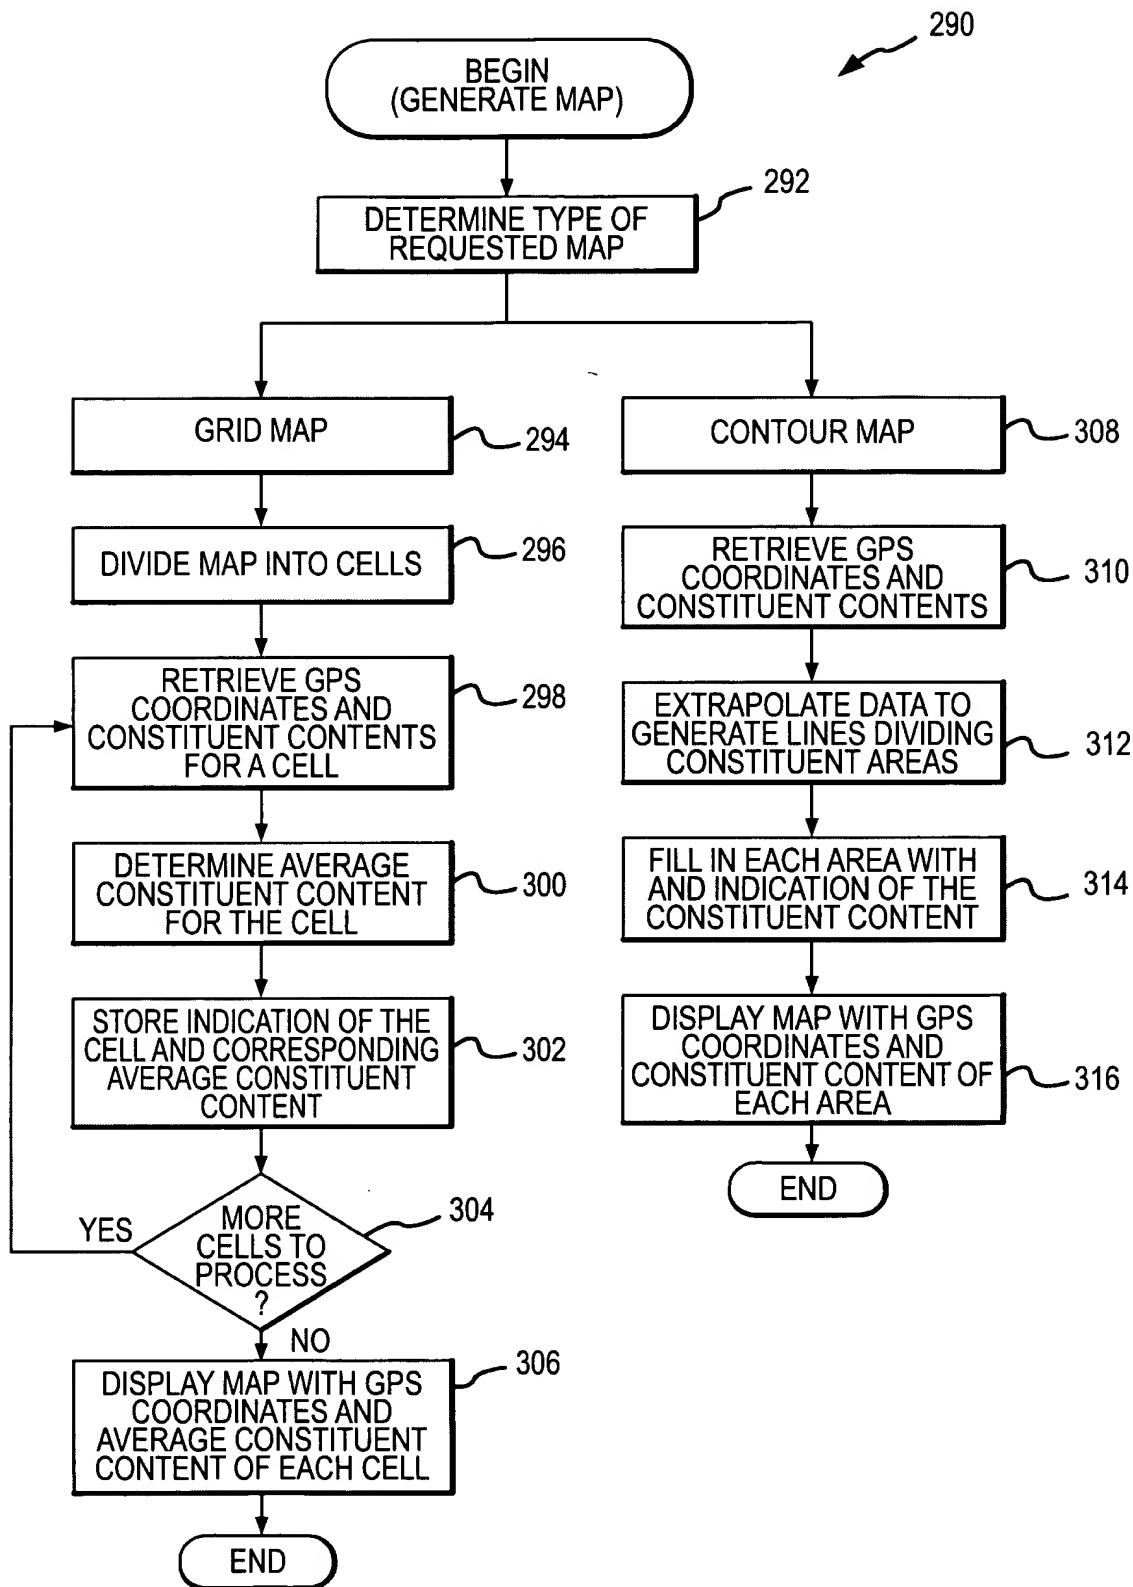 290
BEGIN
(GENERATE MAP)
292
DETERMINE TYPE OF
REQUESTED MAP
GRID MAP
294
DIVIDE MAP INTO CELLS
296
RETRIEVE GPS
COORDINATES AND
CONSTITUENT CONTENTS
FOR A CELL
298
DETERMINE AVERAGE
CONSTITUENT CONTENT
FOR THE CELL
300
STORE INDICATION OF THE
CELL AND CORRESPONDING
AVERAGE CONSTITUENT
CONTENT
302
YES
MORE
CELLS TO
PROCESS
?
304
NO
DISPLAY MAP WITH GPS
COORDINATES AND
AVERAGE CONSTITUENT
CONTENT OF EACH CELL
306
END
CONTOUR MAP
308
RETRIEVE GPS
COORDINATES AND
CONSTITUENT CONTENTS
310
EXTRAPOLATE DATA TO
GENERATE LINES DIVIDING
CONSTITUENT AREAS
312
FILL IN EACH AREA WITH
AND INDICATION OF THE
CONSTITUENT CONTENT
314
DISPLAY MAP WITH GPS
COORDINATES AND
CONSTITUENT CONTENT OF
EACH AREA
316
END